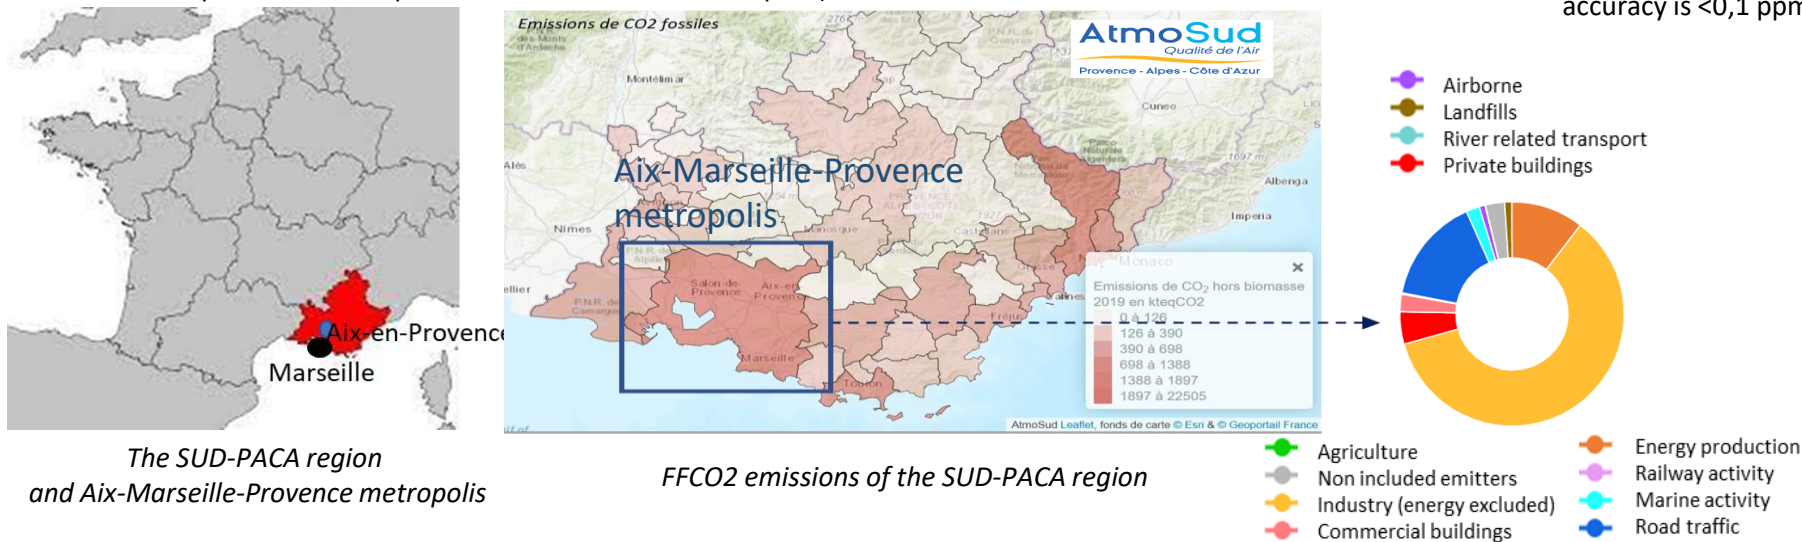 accuracy is <0,1 ppm
Emissions de CO2 fossiles
AtmoSud
Qualité de l'Air
Provence - Alpes - Côte d'Azur
Montélimar
Cuneo
Alès
Albenga
Imperia
Nimes
Manosque
Aix-Marseille-Provence
metropolis
Salon-de-
Provence
Aix-en
Provence
P.N.R. de
Camargue
Marseille
Toulon
Fréjus
Monaco
Emissions de CO₂ hors biomasse
2019 en kteqCO2
0 à 126
126 à 390
390 à 698
698 à 1388
1388 à 1897
1897 à 22505
AtmoSud Leaflet, fonds de carte © Esri & © Geoportail France
Aix-en-Provence
Marseille
The SUD-PACA region
and Aix-Marseille-Provence metropolis
FFCO2 emissions of the SUD-PACA region
Airborne
Landfills
River related transport
Private buildings
Agriculture
Non included emitters
Industry (energy excluded)
Commercial buildings
Energy production
Railway activity
Marine activity
Road traffic